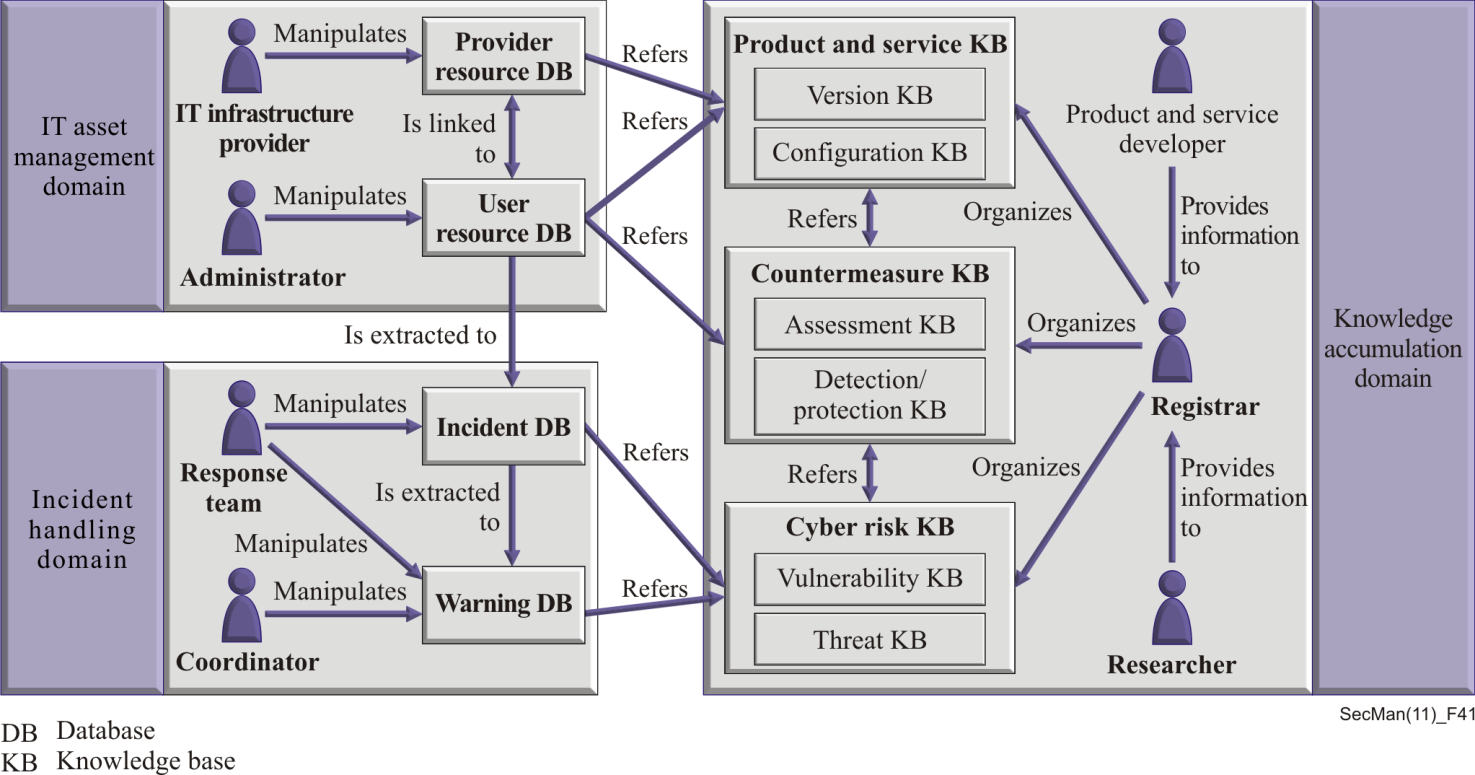 IT asset
management
domain
Manipulates
IT infrastructure
provider
Provider
resource DB
Is linked
to
Manipulates
Administrator
User
resource DB
Refers
Refers
Refers
Is extracted to
Incident
handling
domain
Manipulates
Response
team
Incident DB
Is extracted
to
Manipulates
Manipulates
Coordinator
Warning DB
Refers
Refers
Product and service KB
Version KB
Configuration KB
Refers
Countermeasure KB
Assessment KB
Detection/
protection KB
Refers
Cyber risk KB
Vulnerability KB
Threat KB
Product and service
developer
Organizes
Provides
information
to
Organizes
Registrar
Organizes
Provides
information
to
Researcher
Knowledge
accumulation
domain
SecMan(11)_F41
DB Database
KB Knowledge base